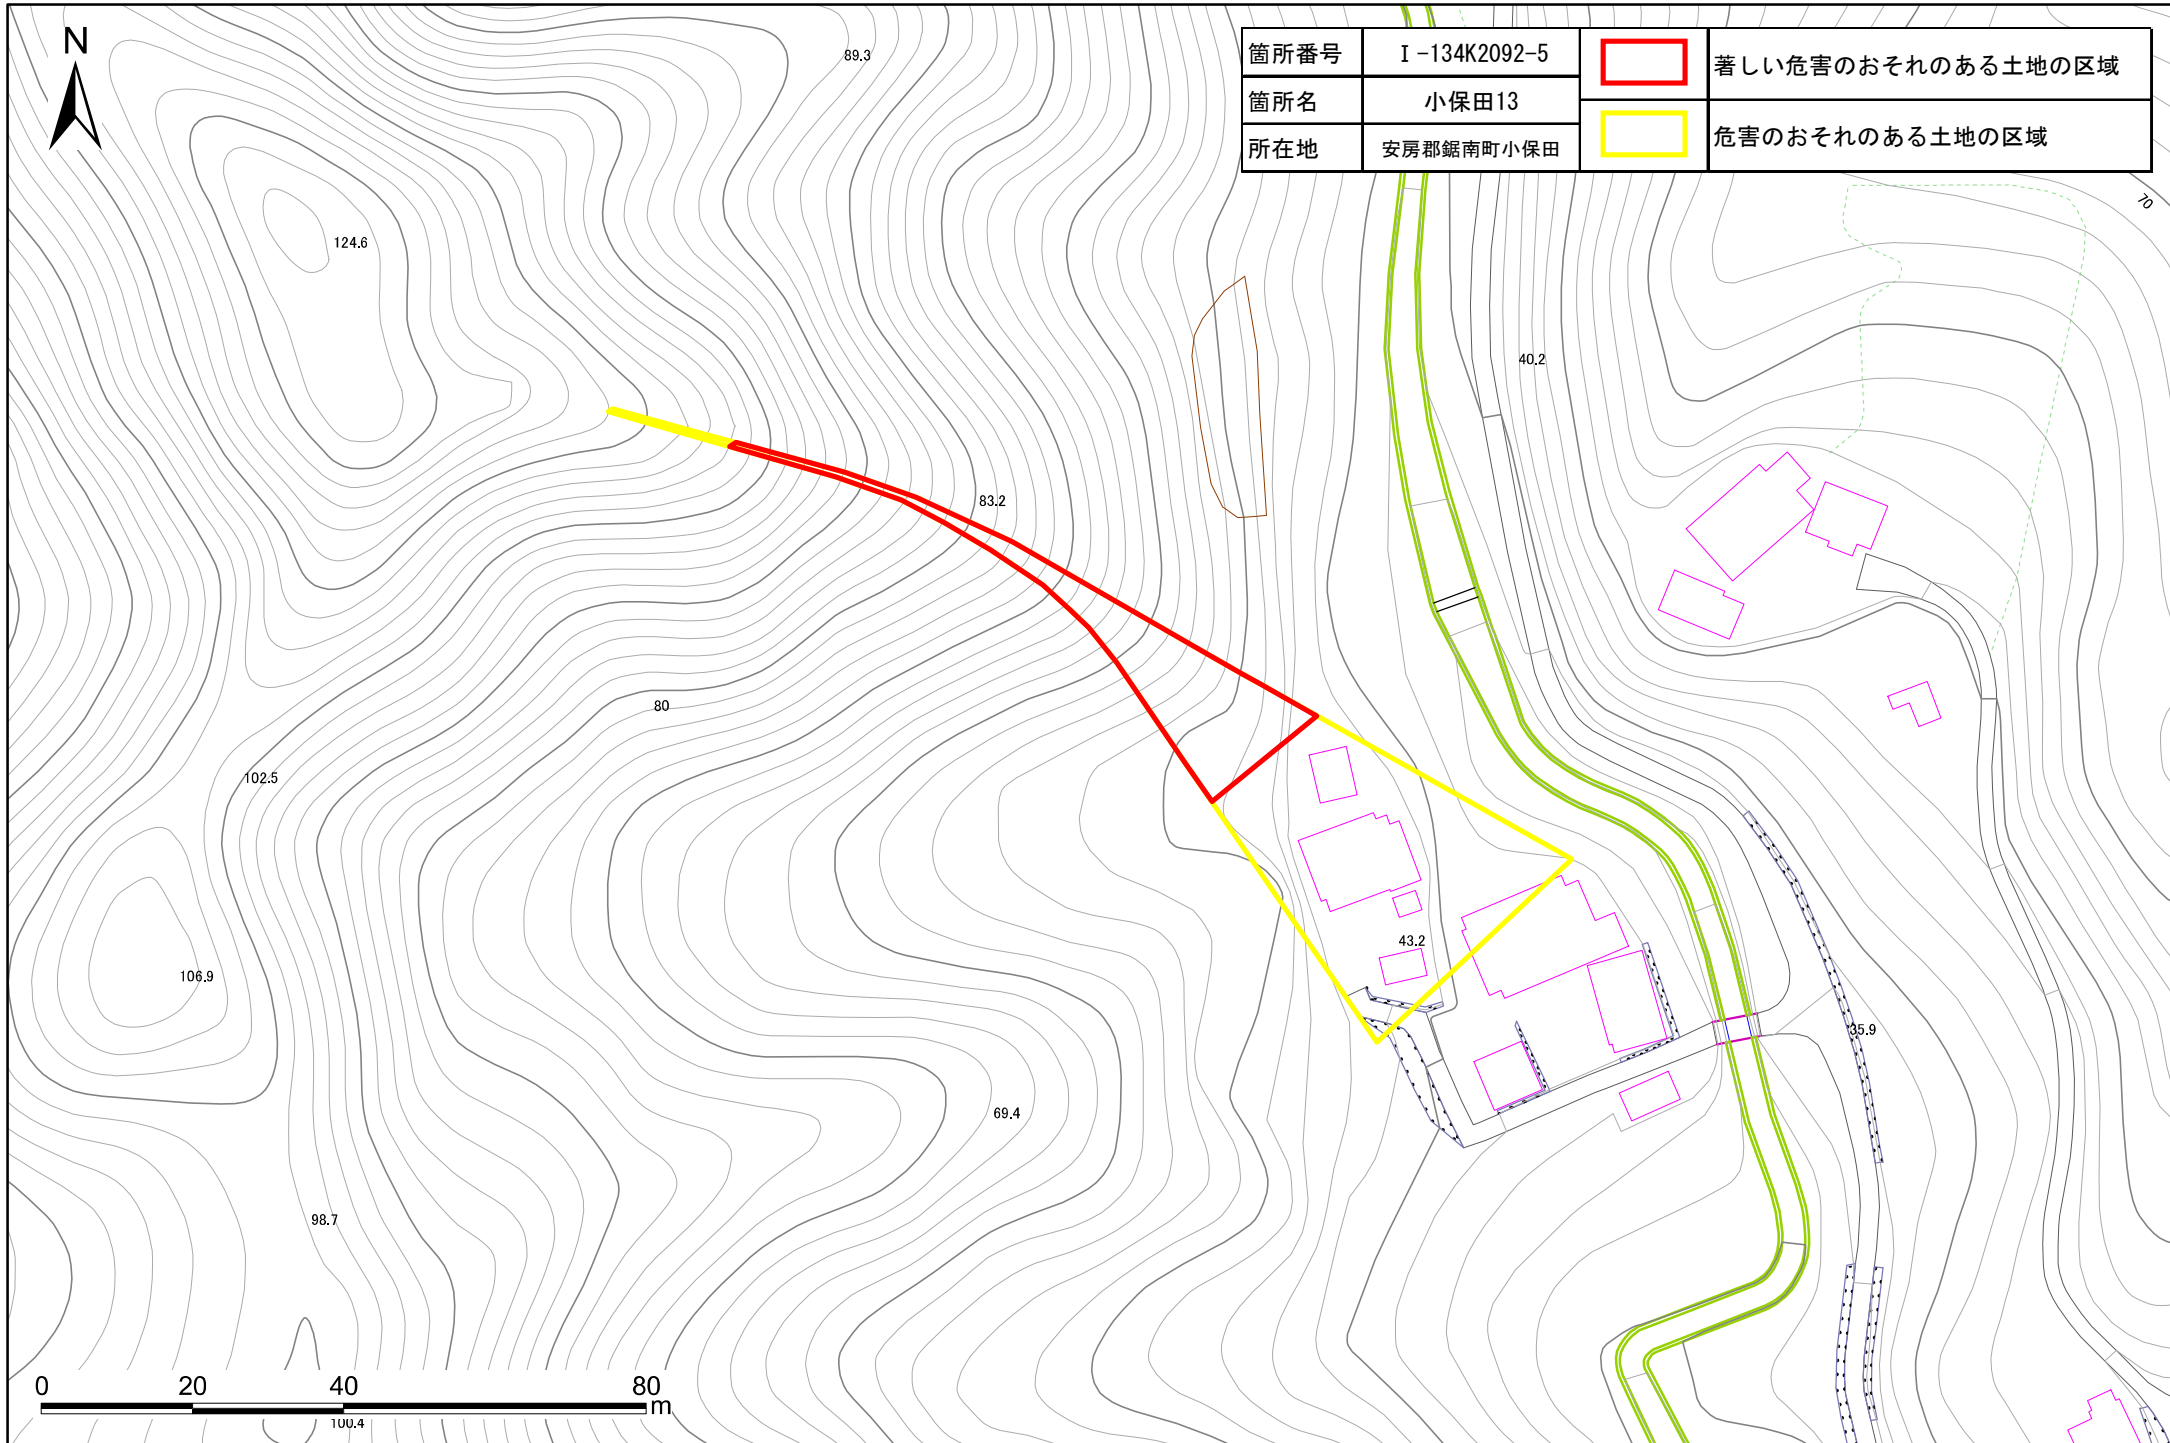 N
箇所番号 Ⅰ-134K2092-5 著しい危害のおそれのある土地の区域
箇所名 小保田13
所在地 安房郡鋸南町小保田 危害のおそれのある土地の区域
89.3
70
124.6
40.2
83.2
80
102.5
43.2
106.9
35.9
69.4
98.7
0 20 40 80 m
100.4